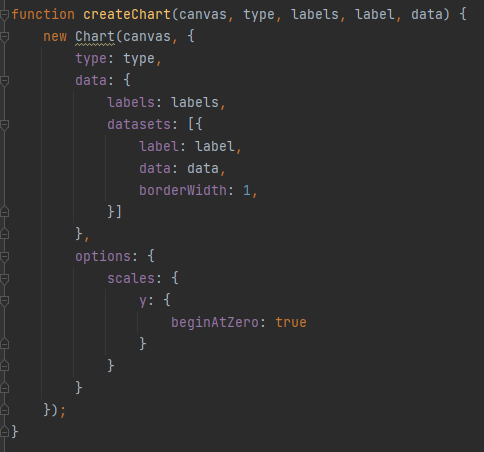 function createChart(canvas, type, labels, label, data) {
    new Chart(canvas, {
        type: type,
        data: {
            labels: labels,
            datasets: [{
                label: label,
                data: data,
                borderWidth: 1,
            }]
        },
        options: {
            scales: {
                y: {
                    beginAtZero: true
                }
            }
        }
    });
}